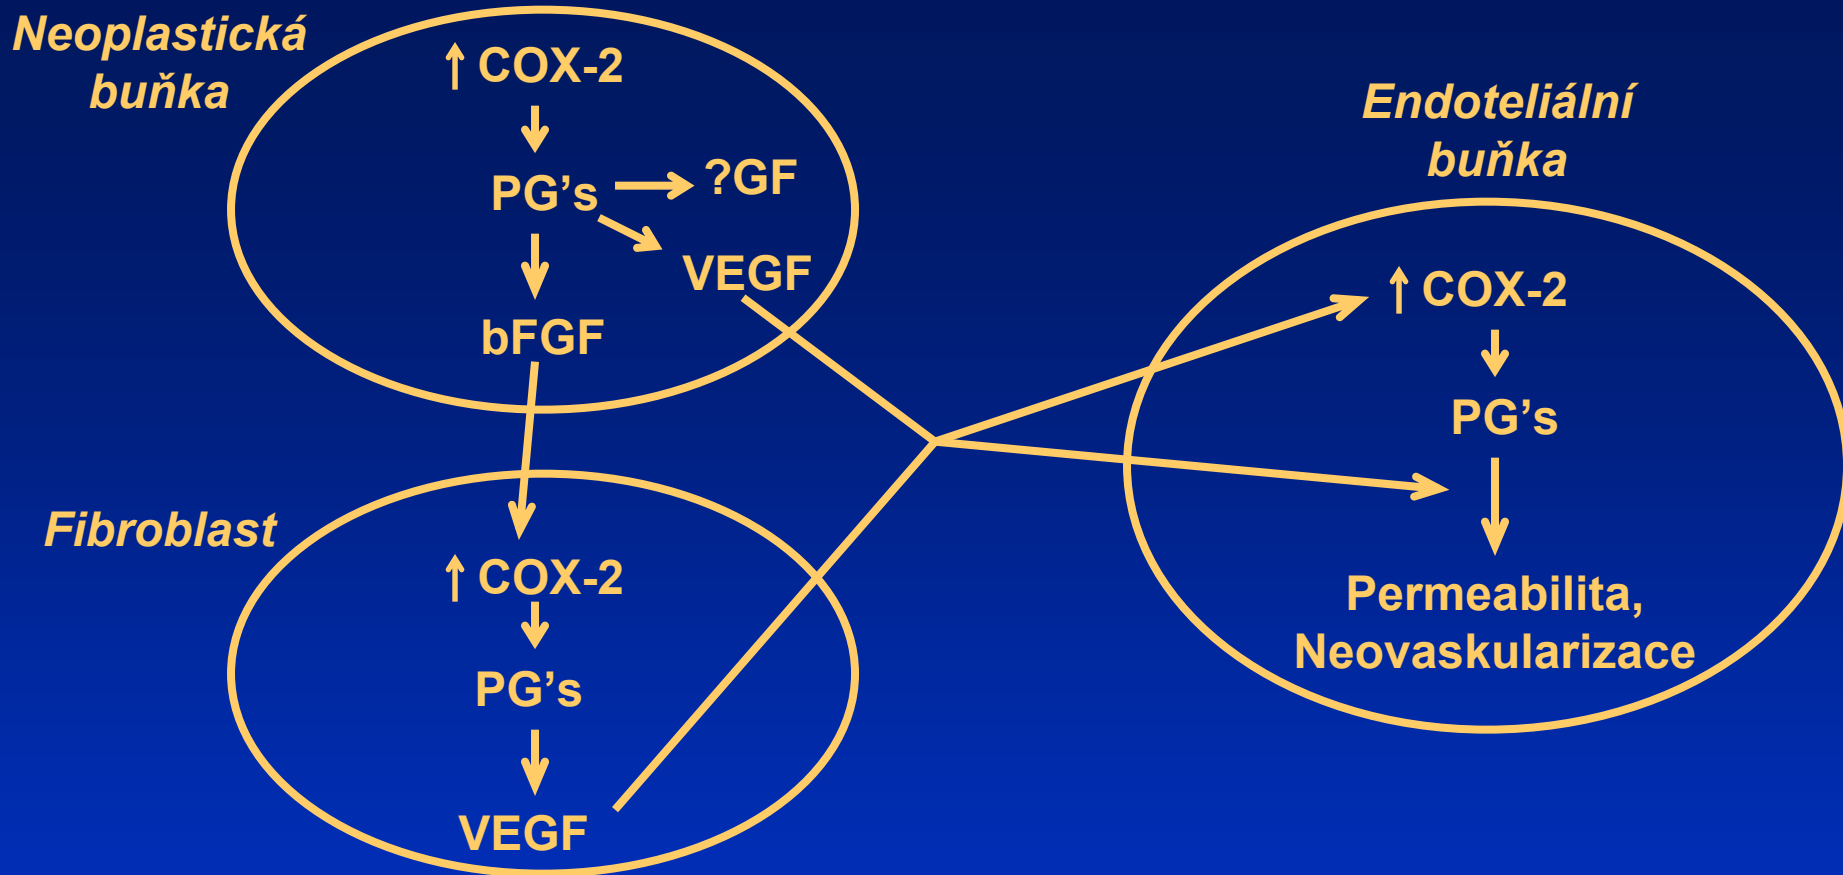 Neoplastická
buňka
↑ COX-2
PG’s
?GF
VEGF
bFGF
Fibroblast
↑ COX-2
PG’s
VEGF
Endoteliální
buňka
↑ COX-2
PG’s
Permeabilita,
Neovaskularizace